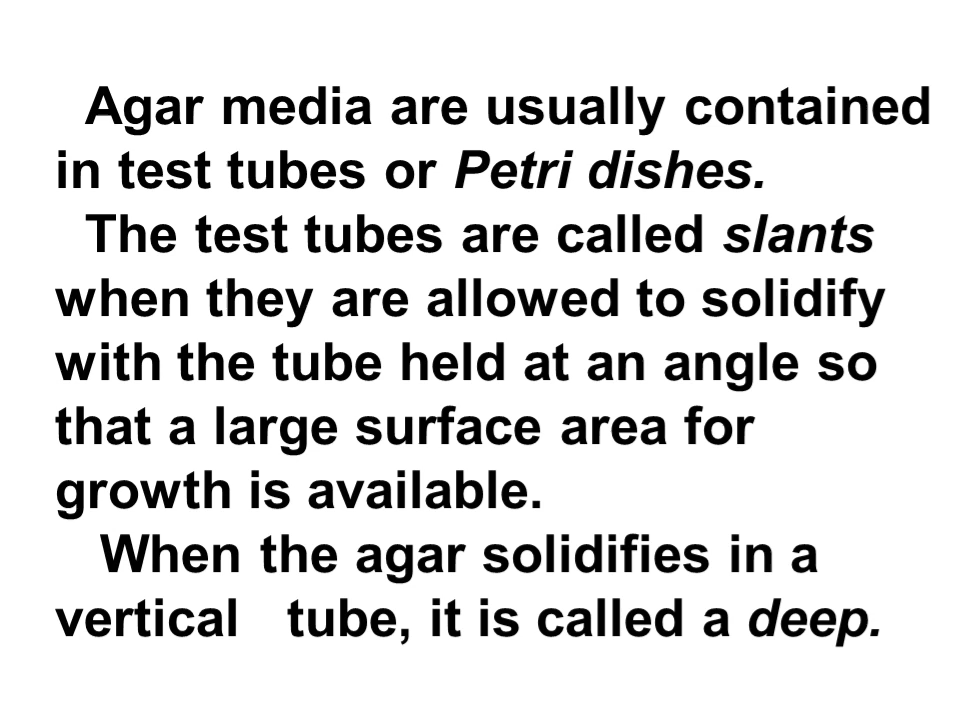 Agar media are usually contained
in test tubes or Petri dishes.
The test tubes are called slants
when they are allowed to solidify
with the tube held at an angle so
that a large surface area for
growth is available.
When the agar solidifies in a
vertical tube, it is called a deep.